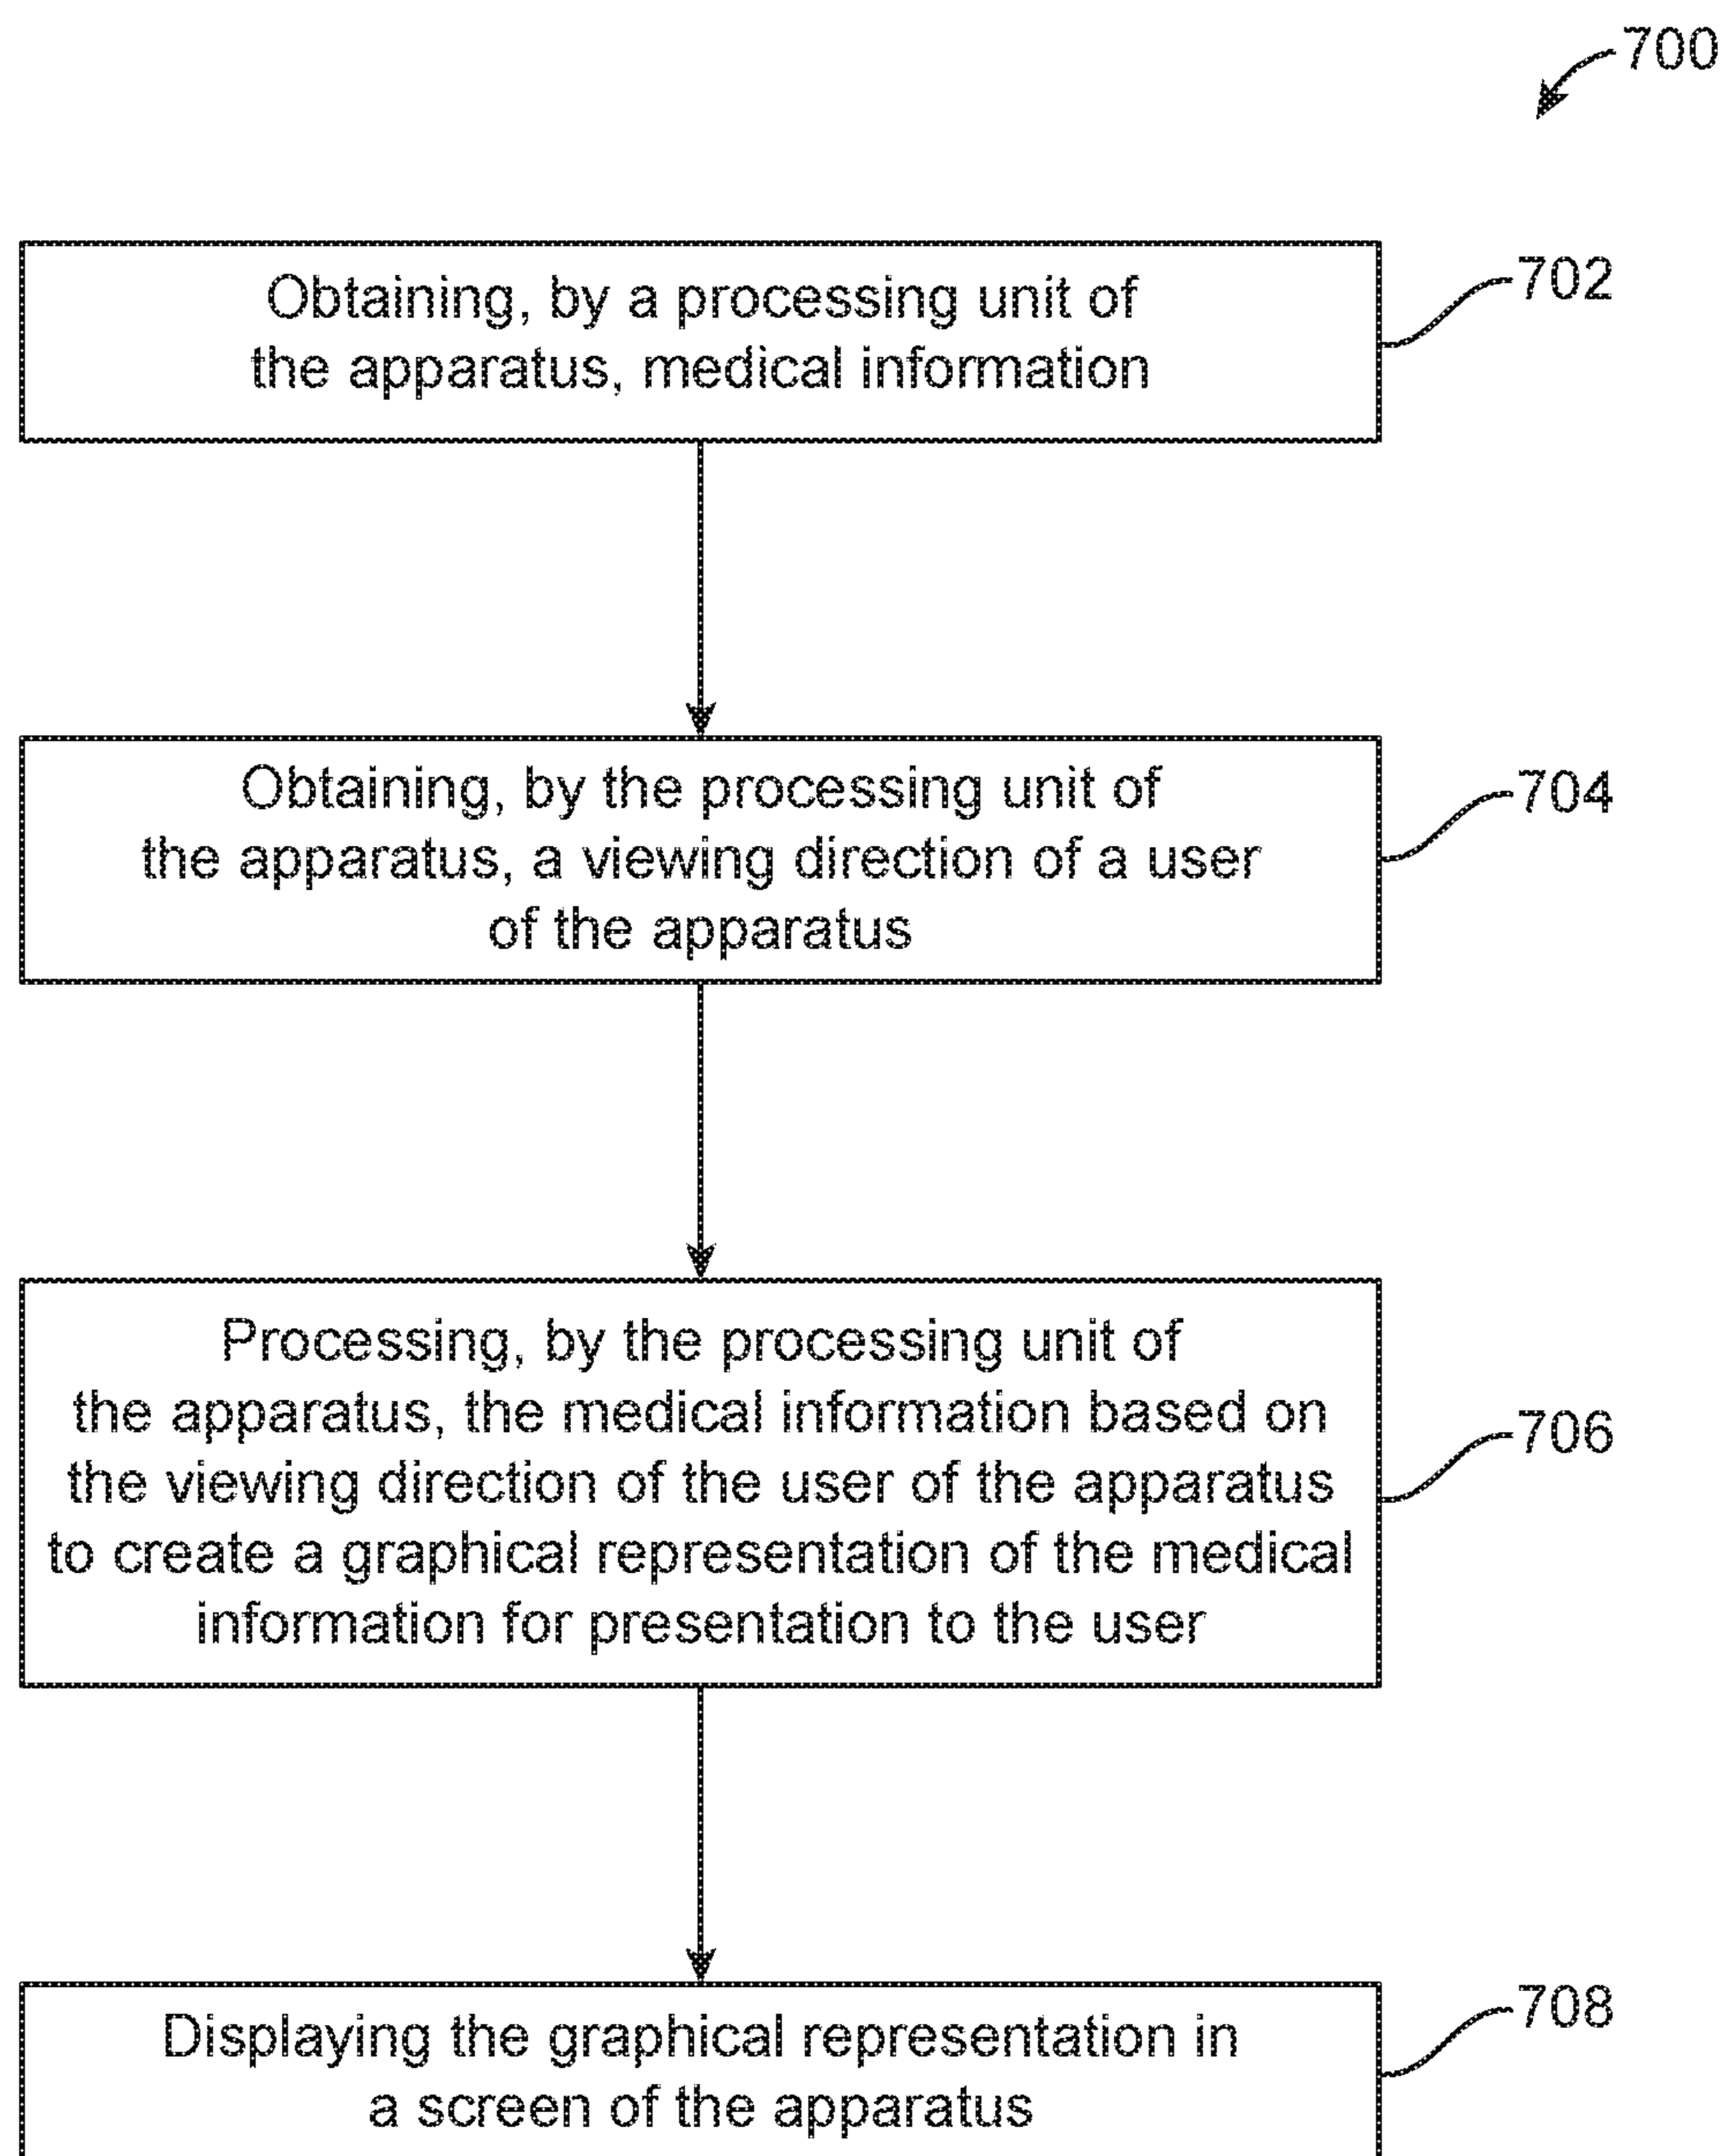 700
Obtaining, by a processing unit of
the apparatus, medical information
702
Obtaining, by the processing unit of
the apparatus, a viewing direction of a user
of the apparatus
704
Processing, by the processing unit of
the apparatus, the medical information based on
the viewing direction of the user of the apparatus
to create a graphical representation of the medical
information for presentation to the user
706
Displaying the graphical representation in
a screen of the apparatus
708